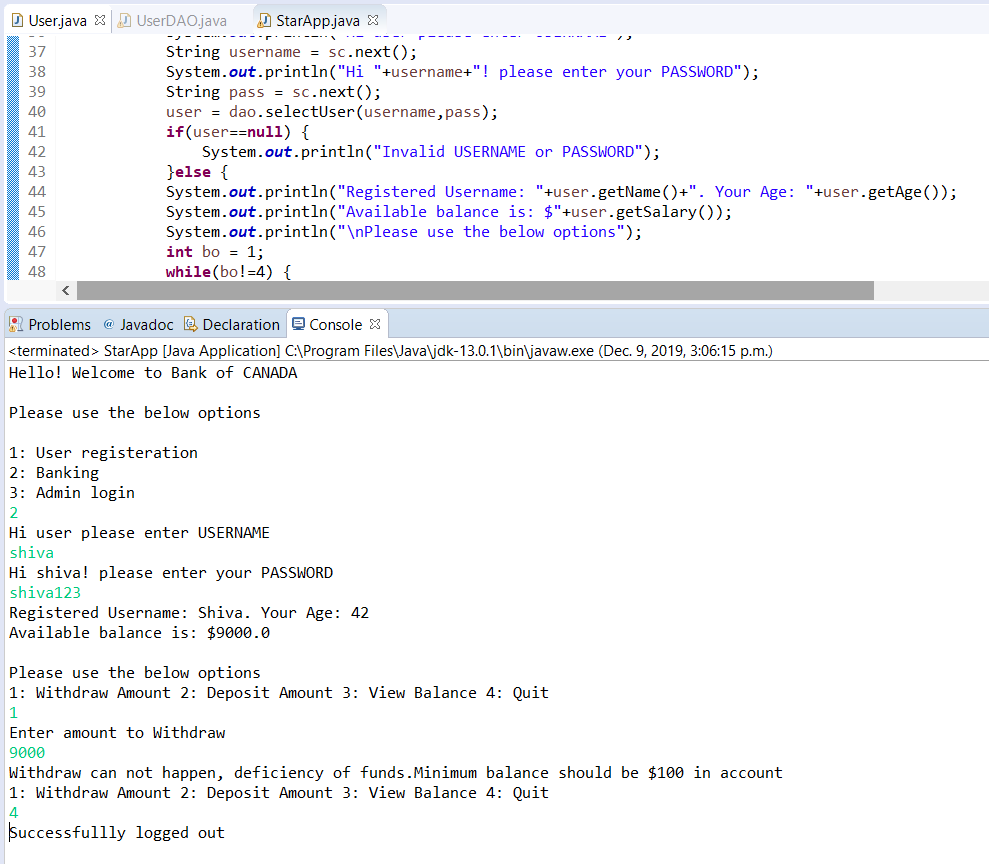 User.java UserDAO.java StarApp.java
37 String username = sc.next();
38 System.out.println("Hi "+username+"! please enter your PASSWORD");
39 String pass = sc.next();
40 user = dao.selectUser(username,pass);
41 if(user==null) {
42 System.out.println("Invalid USERNAME or PASSWORD");
43 }else {
44 System.out.println("Registered Username: "+user.getName()+". Your Age: "+user.getAge());
45 System.out.println("Available balance is: $"+user.getSalary());
46 System.out.println("\nPlease use the below options");
47 int bo = 1;
48 while(bo!=4) {
Problems @ Javadoc Declaration Console
<terminated> StarApp [Java Application] C:\Program Files\Java\jdk-13.0.1\bin\javaw.exe (Dec. 9, 2019, 3:06:15 p.m.)
Hello! Welcome to Bank of CANADA
Please use the below options
1: User registeration
2: Banking
3: Admin login
2
Hi user please enter USERNAME
shiva
Hi shiva! please enter your PASSWORD
shiva123
Registered Username: Shiva. Your Age: 42
Available balance is: $9000.0
Please use the below options
1: Withdraw Amount 2: Deposit Amount 3: View Balance 4: Quit
1
Enter amount to Withdraw
9000
Withdraw can not happen, deficiency of funds.Minimum balance should be $100 in account
1: Withdraw Amount 2: Deposit Amount 3: View Balance 4: Quit
4
Successfullly logged out